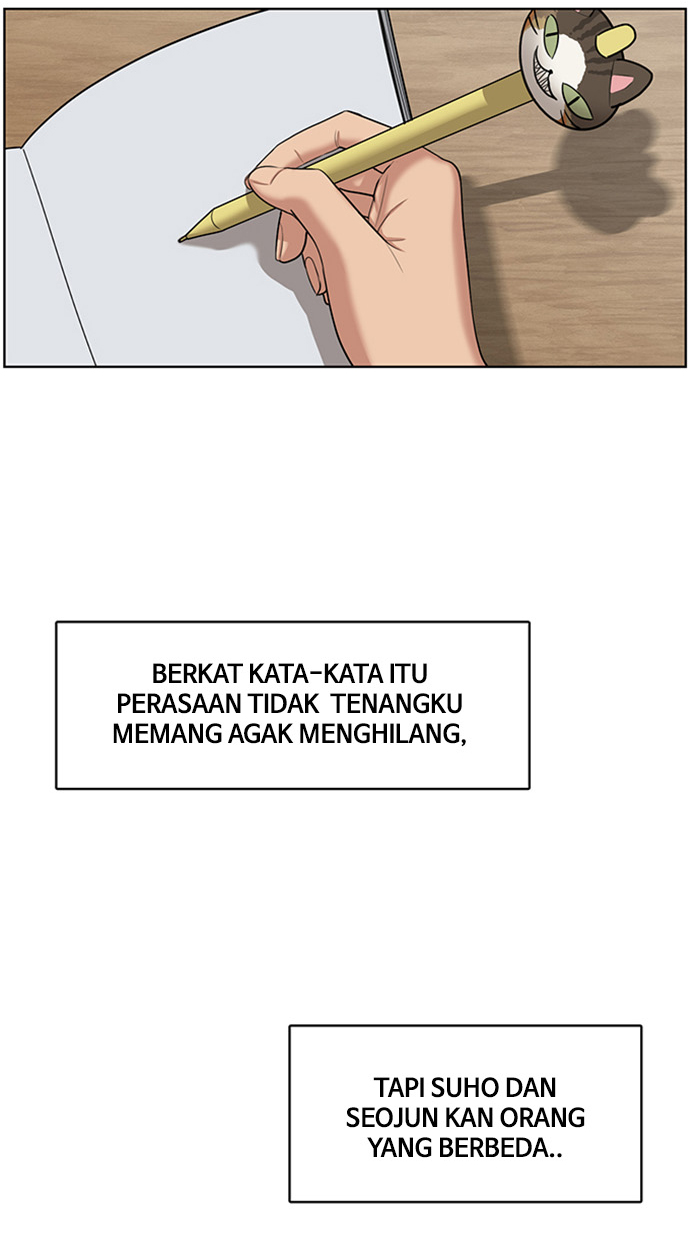 BERKAT KATA-KATA ITU
PERASAAN TIDAK TENANGKU
MEMANG AGAK MENGHILANG,
TAPI SUHO DAN
SEOJUN KAN ORANG
YANG BERBEDA..